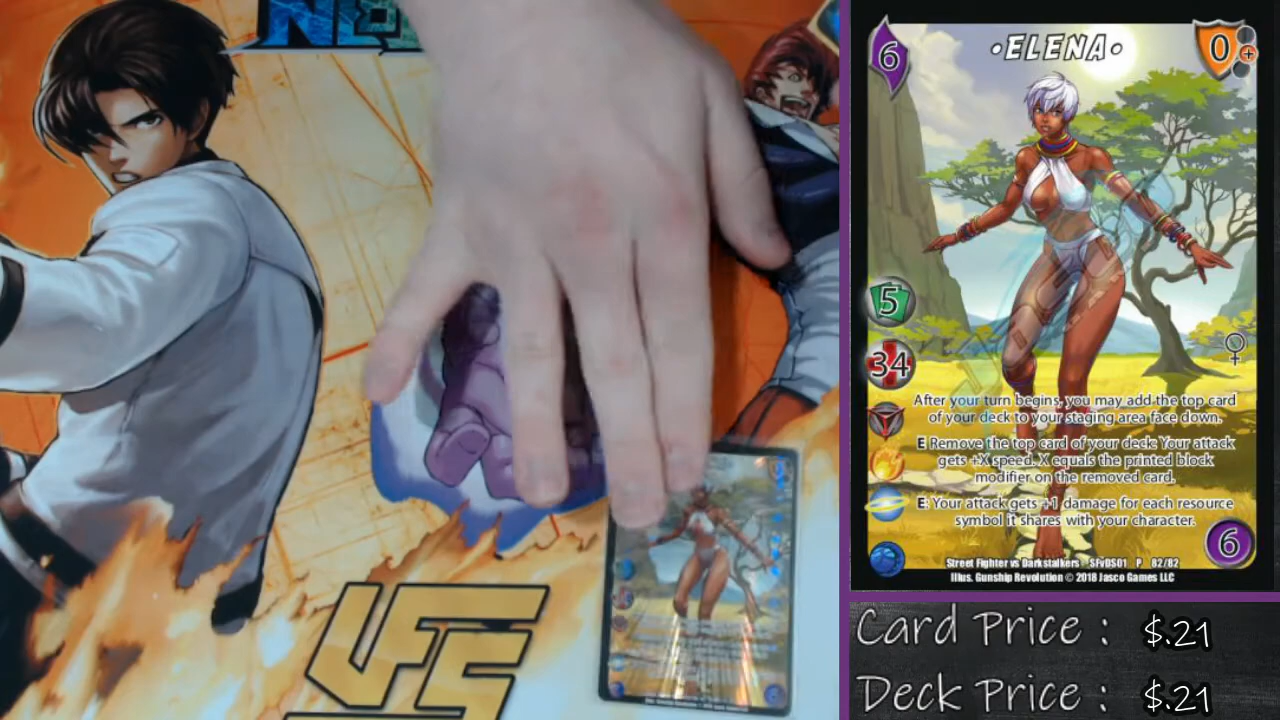 NEO
UFS
6
•ELENA•
0
+
5
34
After your turn begins, you may add the top card
of your deck to your staging area face down.
E Remove the top card of your deck: Your attack
gets +X speed. X equals the printed block
modifier on the removed card.
E: Your attack gets +1 damage for each resource
symbol it shares with your character.
6
Street Fighter vs Darkstalkers SFvDS01 P 82/82
Illus. Gunship Revolution © 2018 Jasco Games LLC
Card Price : $.21
Deck Price : $.21